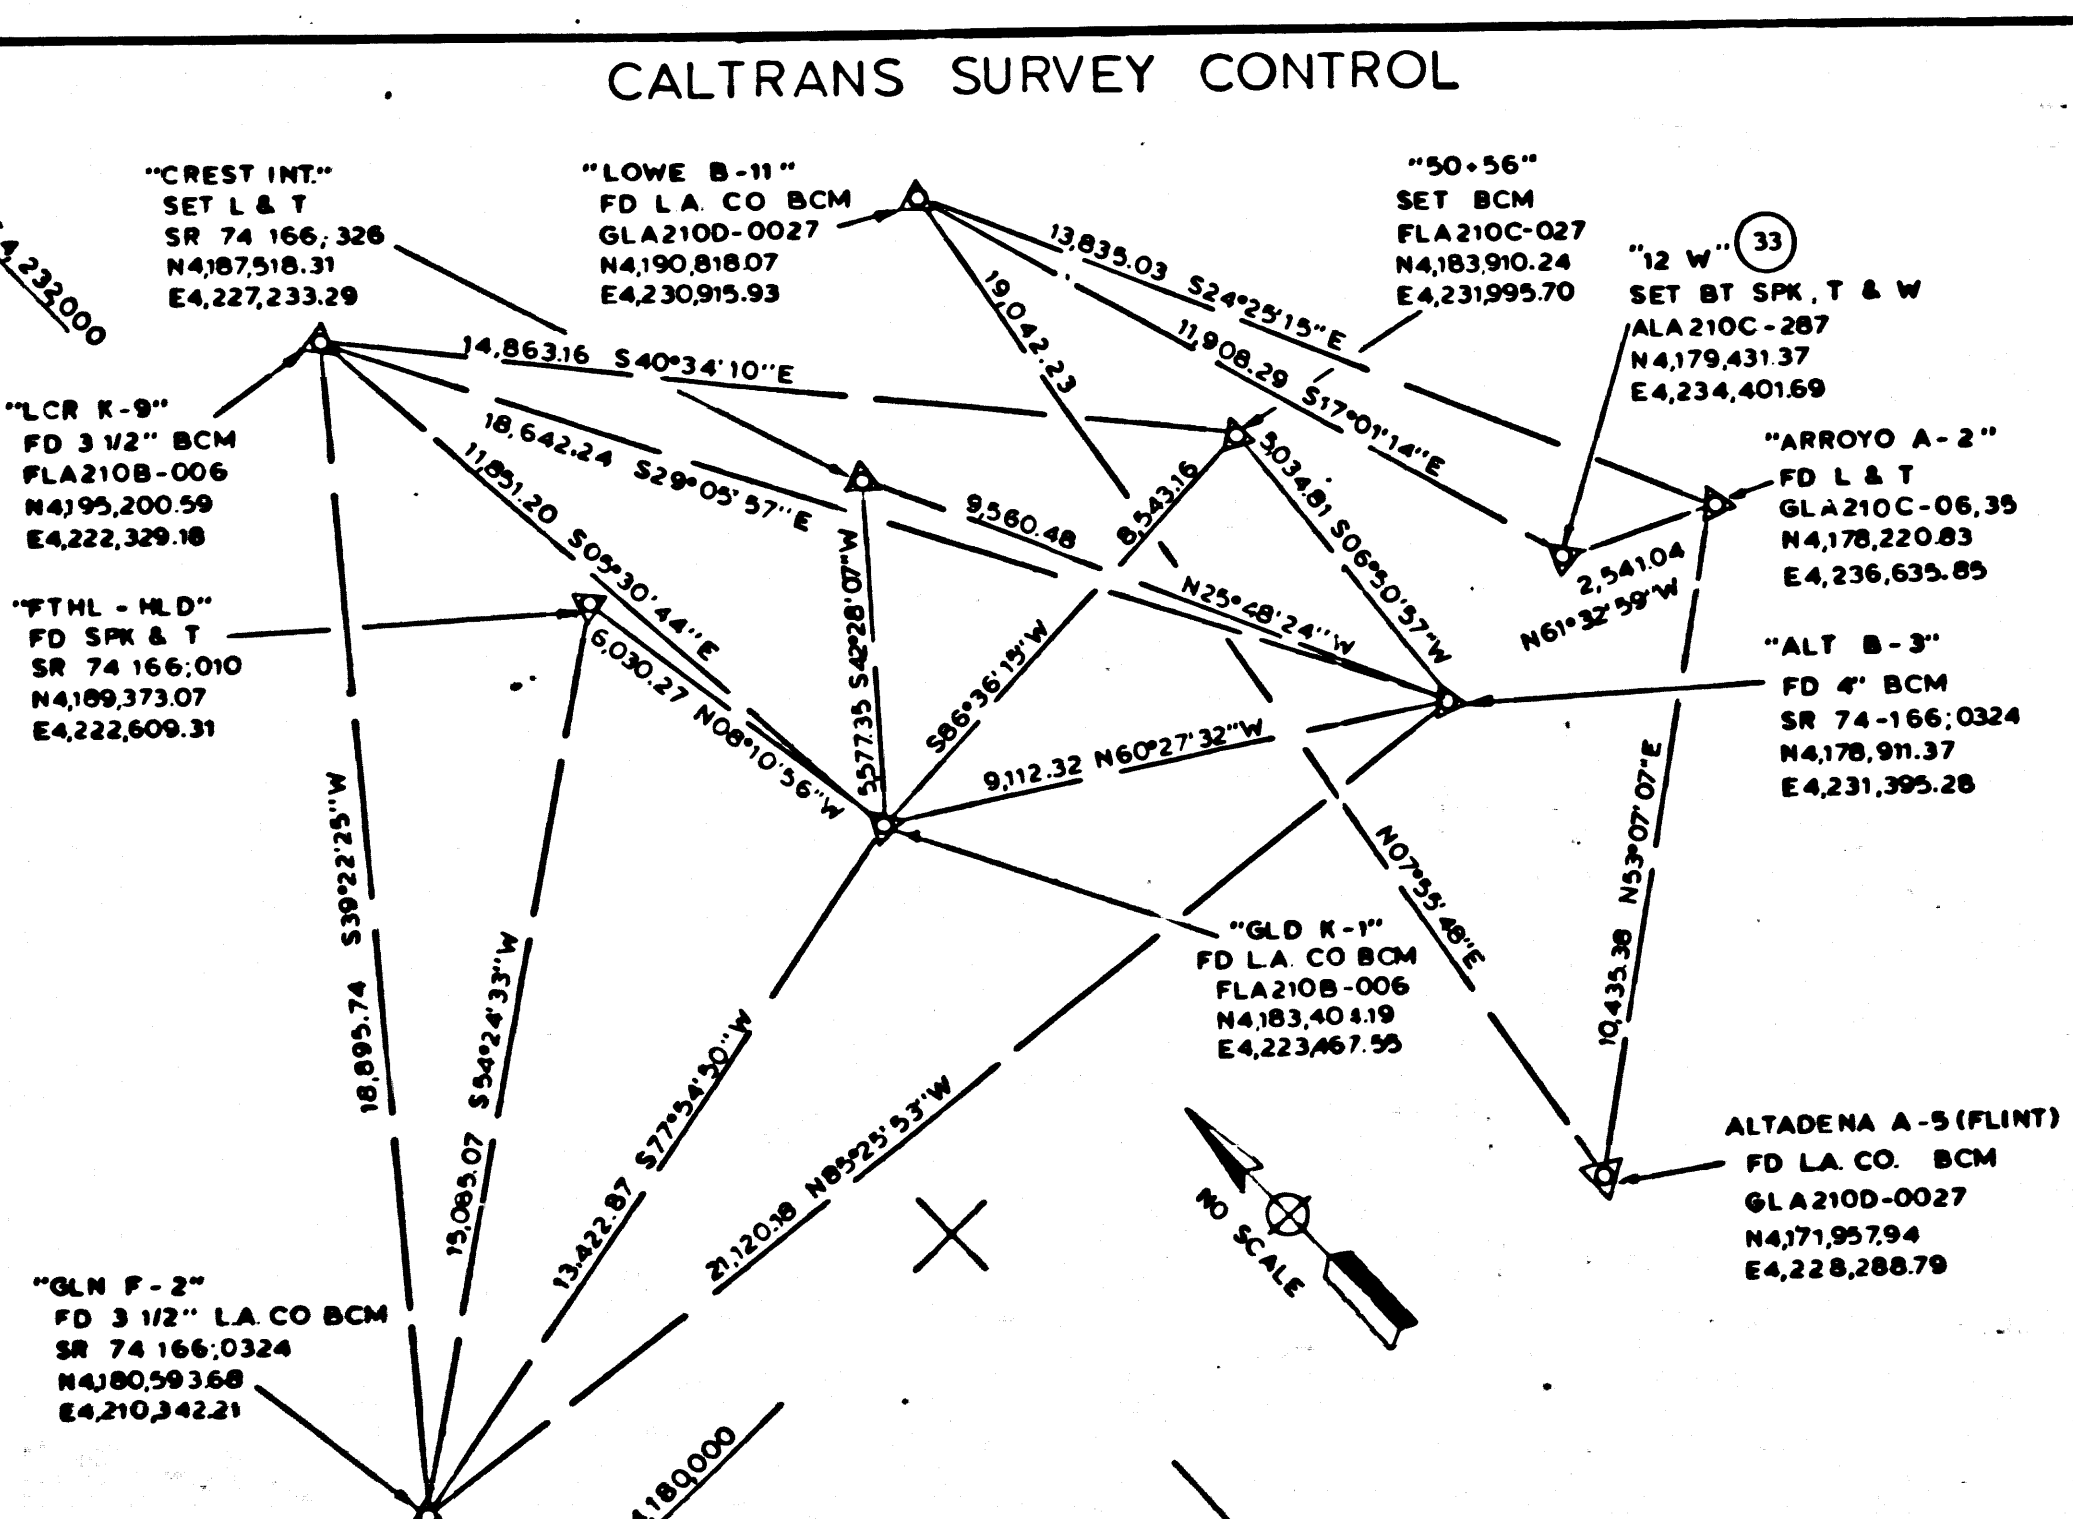 CALTRANS SURVEY CONTROL
4,232,000
"CREST INT."
SET L & T
SR 74 166; 326
N4,187,518.31
E4,227,233.29
"LOWE B-11"
FD L.A. CO BCM
GLA210D-0027
N4,190,818.07
E4,230,915.93
"50+56"
SET BCM
FLA210C-027
N4,183,910.24
E4,231,995.70
"12 W" 33
SET BT SPK, T & W
ALA210C-287
N4,179,431.37
E4,234,401.69
"LCR K-9"
FD 3 1/2" BCM
FLA210B-006
N4,195,200.59
E4,222,329.18
"ARROYO A-2"
FD L & T
GLA210C-06,35
N4,178,220.83
E4,236,635.85
"FTHL - HLD"
FD SPK & T
SR 74 166;010
N4,189,373.07
E4,222,609.31
"ALT B-3"
FD 4" BCM
SR 74-166;0324
N4,178,911.37
E4,231,395.28
13,835.03 S24°25'15"E
11,908.29 S17°01'14"E
19,042.23 N07°55'48"E
14,863.16 S40°34'10"E
18,642.24 S29°05'57"E
11,851.20 S05°30'44"E
6,030.27 N08°10'56"W
5577.35 S42°28'07"W
9,560.48 N25°48'24"W
8,543.16 S86°36'15"W
5,034.81 S06°50'57"W
2,541.04
N61°32'59"W
9,112.32 N60°27'32"W
10,435.38 N53°07'07"E
18,895.74 S39°22'25"W
15,085.07 S54°24'33"W
13,422.87 S77°54'50"W
21,120.18 N85°25'53"W
"GLD K-1"
FD L.A. CO BCM
FLA210B-006
N4,183,404.19
E4,223,467.55
NO SCALE
ALTADENA A-5 (FLINT)
FD L.A. CO. BCM
GLA210D-0027
N4,171,957.94
E4,228,288.79
"GLN F-2"
FD 3 1/2" L.A. CO BCM
SR 74 166;0324
N4,180,593.68
E4,210,342.21
4,180,000